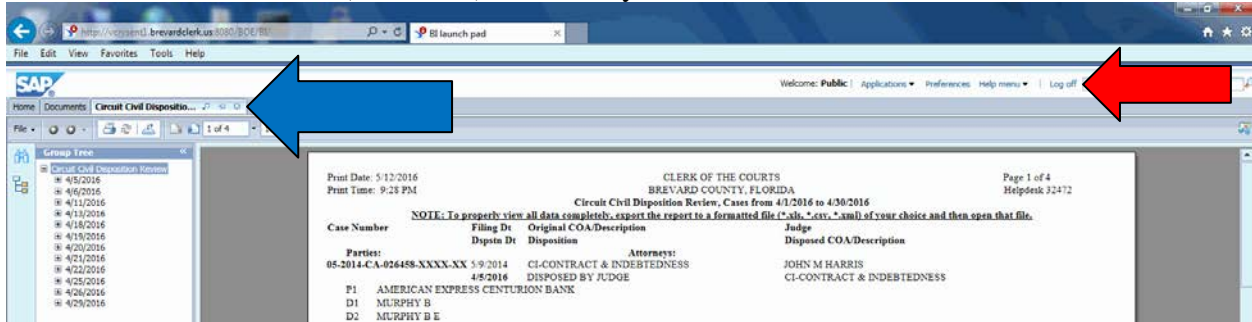 http://vcrysent1.brevardclerk.us:8080/BOE/BI/
BI launch pad
File Edit View Favorites Tools Help
SAP
Welcome: Public | Applications Preferences Help menu | Log off
Home Documents Circuit Civil Dispositio...
File 1 of 4
Group Tree
Circuit Civil Disposition Review
4/5/2016
4/6/2016
4/11/2016
4/13/2016
4/18/2016
4/19/2016
4/20/2016
4/21/2016
4/22/2016
4/25/2016
4/26/2016
4/29/2016
Print Date: 5/12/2016 CLERK OF THE COURTS Page 1 of 4
Print Time: 9:28 PM BREVARD COUNTY, FLORIDA Helpdesk 32472
Circuit Civil Disposition Review, Cases from 4/1/2016 to 4/30/2016
NOTE: To properly view all data completely, export the report to a formatted file (*.xls, *.csv, *.xml) of your choice and then open that file.
Case Number Filing Dt Original COA/Description Judge
Dspstn Dt Disposition Disposed COA/Description
Parties: Attorneys:
05-2014-CA-026458-XXXX-XX 5/9/2014 CI-CONTRACT & INDEBTEDNESS JOHN M HARRIS
4/5/2016 DISPOSED BY JUDGE CI-CONTRACT & INDEBTEDNESS
P1 AMERICAN EXPRESS CENTURION BANK
D1 MURPHY B
D2 MURPHY B E